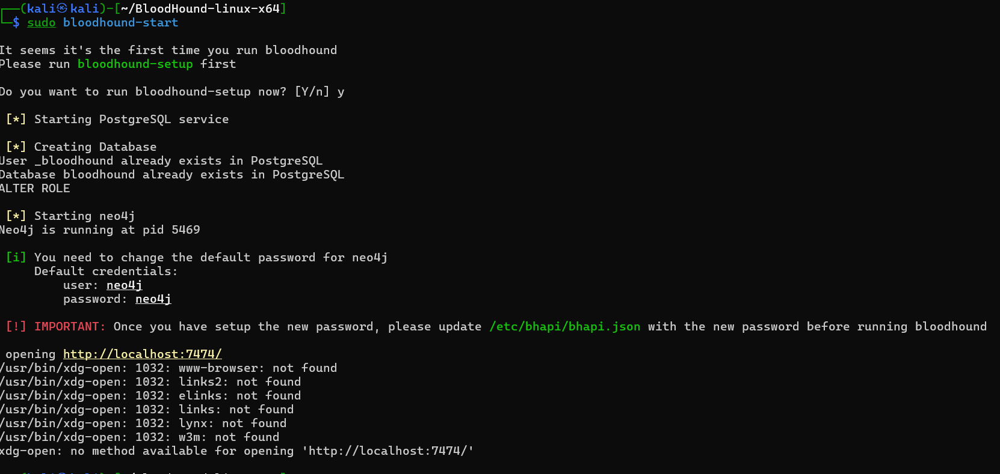 ┌──(kali㉿kali)-[~/BloodHound-linux-x64]
└─$ sudo bloodhound-start
It seems it's the first time you run bloodhound
Please run bloodhound-setup first
Do you want to run bloodhound-setup now? [Y/n] y
[*] Starting PostgreSQL service
[*] Creating Database
User _bloodhound already exists in PostgreSQL
Database bloodhound already exists in PostgreSQL
ALTER ROLE
[*] Starting neo4j
Neo4j is running at pid 5469
[i] You need to change the default password for neo4j
Default credentials:
user: neo4j
password: neo4j
[!] IMPORTANT: Once you have setup the new password, please update /etc/bhapi/bhapi.json with the new password before running bloodhound
opening http://localhost:7474/
/usr/bin/xdg-open: 1032: www-browser: not found
/usr/bin/xdg-open: 1032: links2: not found
/usr/bin/xdg-open: 1032: elinks: not found
/usr/bin/xdg-open: 1032: links: not found
/usr/bin/xdg-open: 1032: lynx: not found
/usr/bin/xdg-open: 1032: w3m: not found
xdg-open: no method available for opening 'http://localhost:7474/'